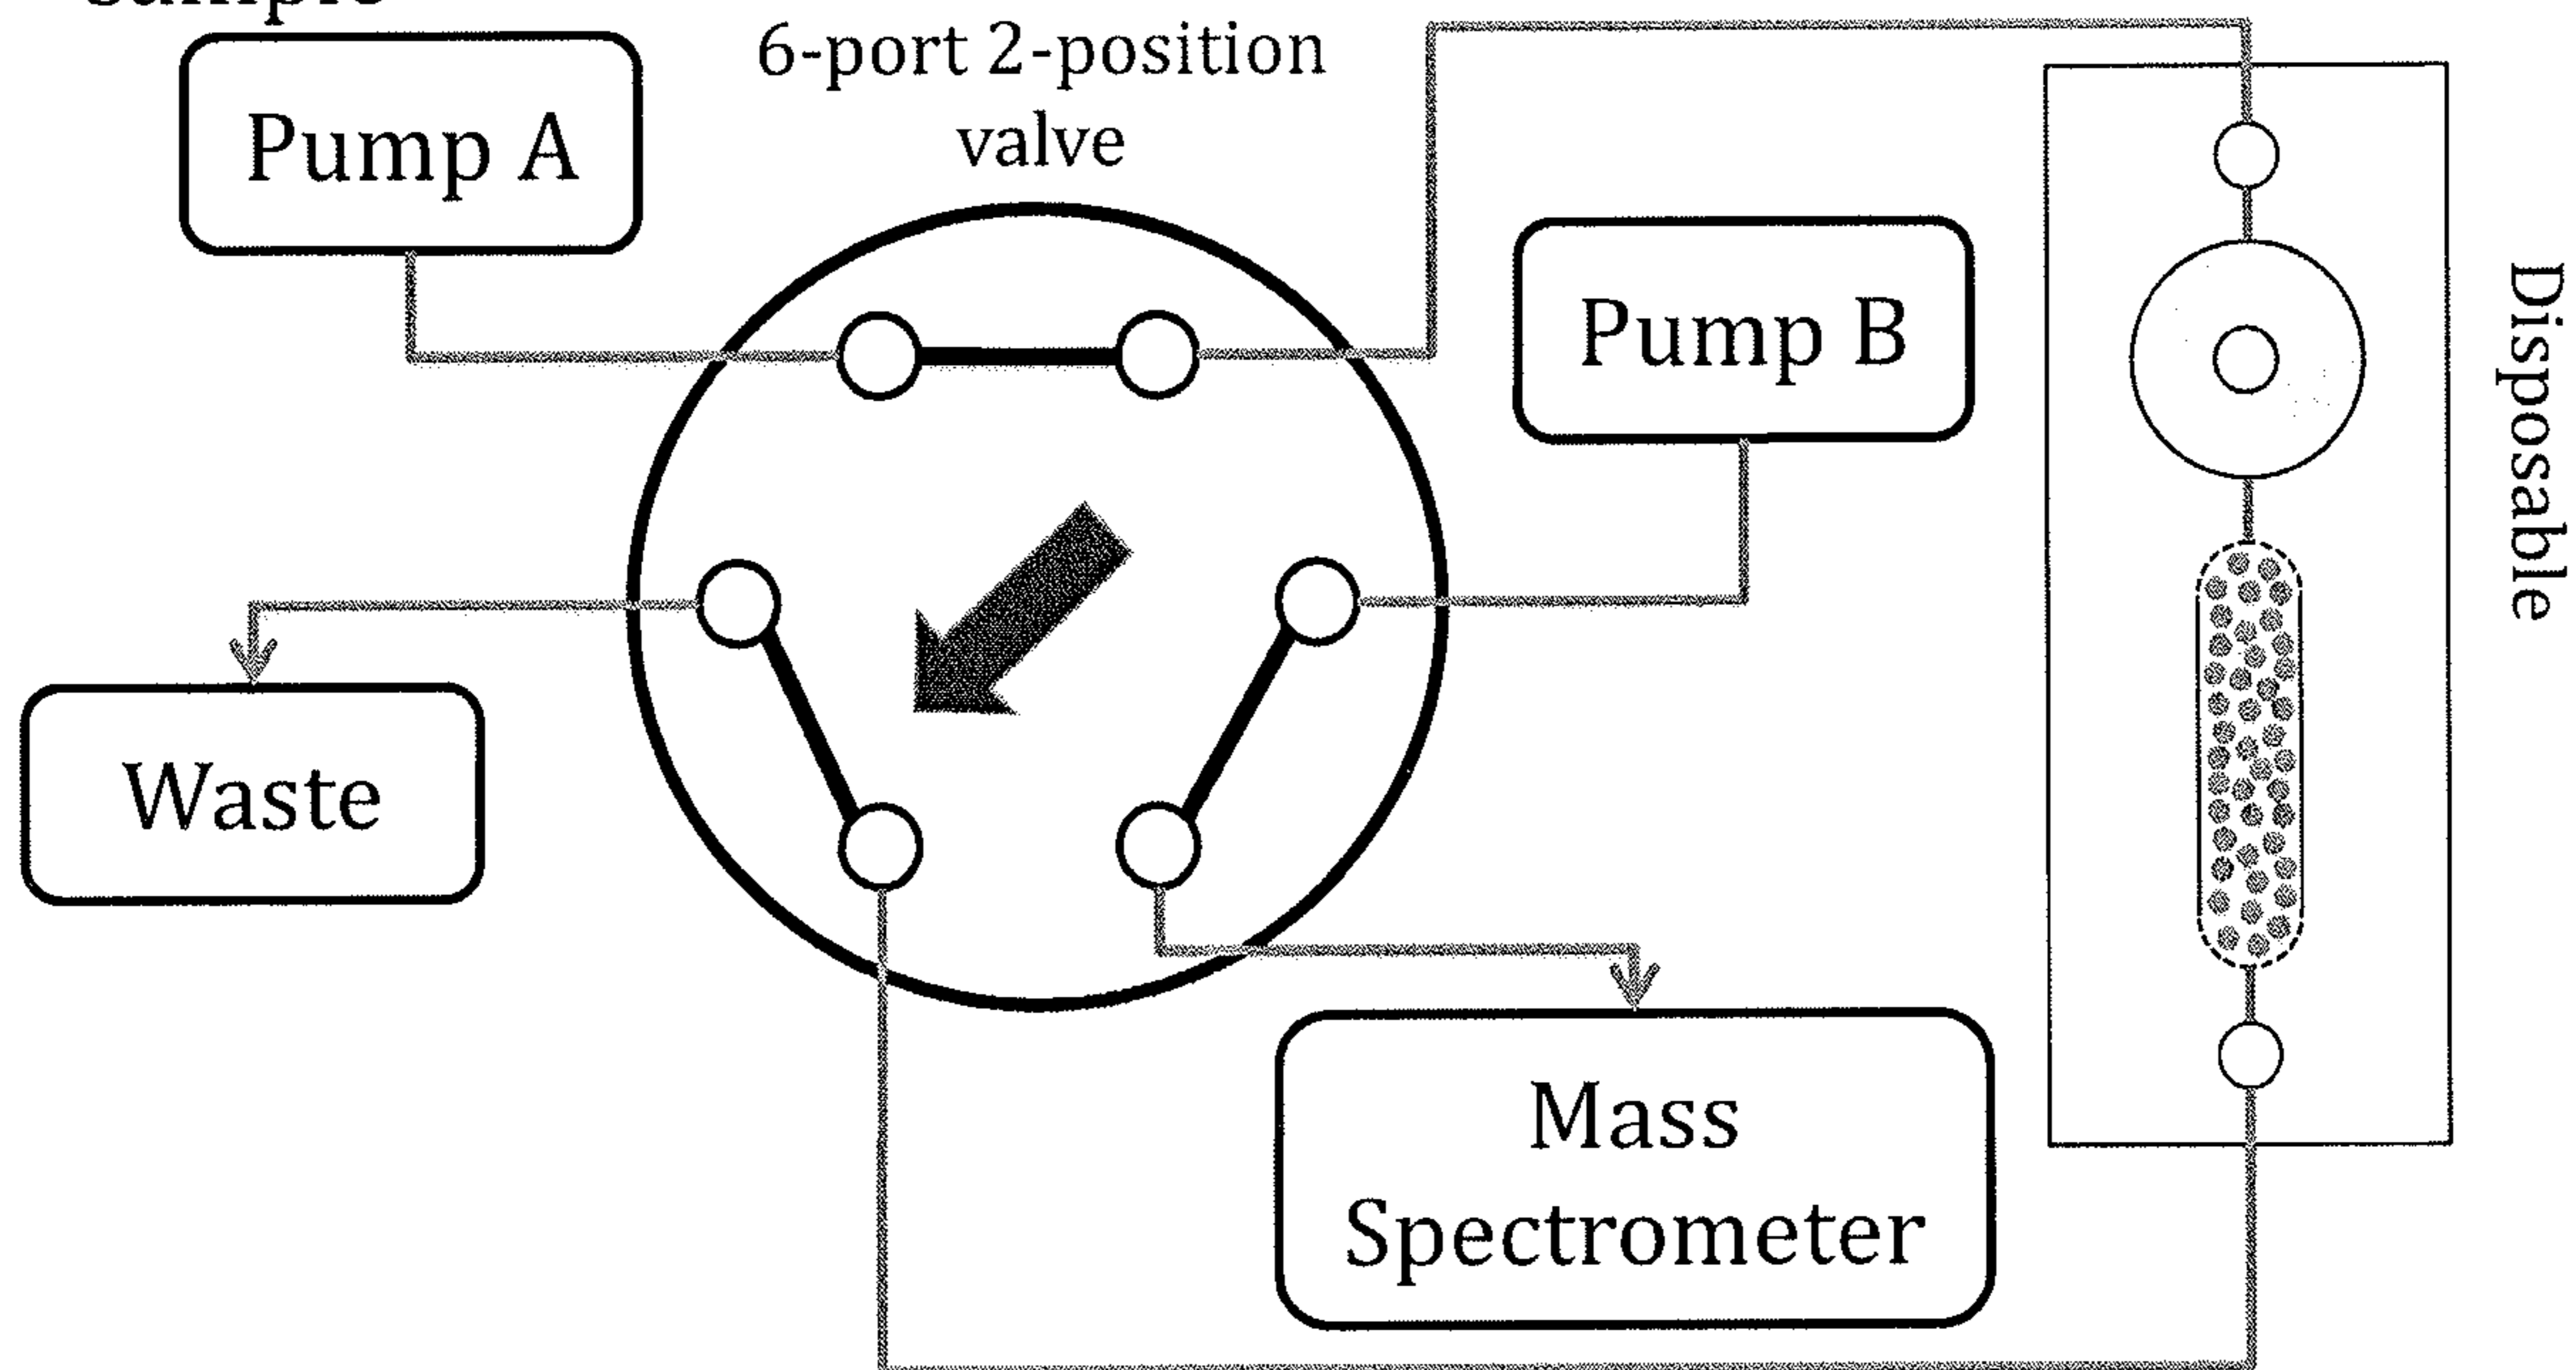 Pump A
6-port 2-position
valve
Pump B
Disposable
Waste
Mass
Spectrometer